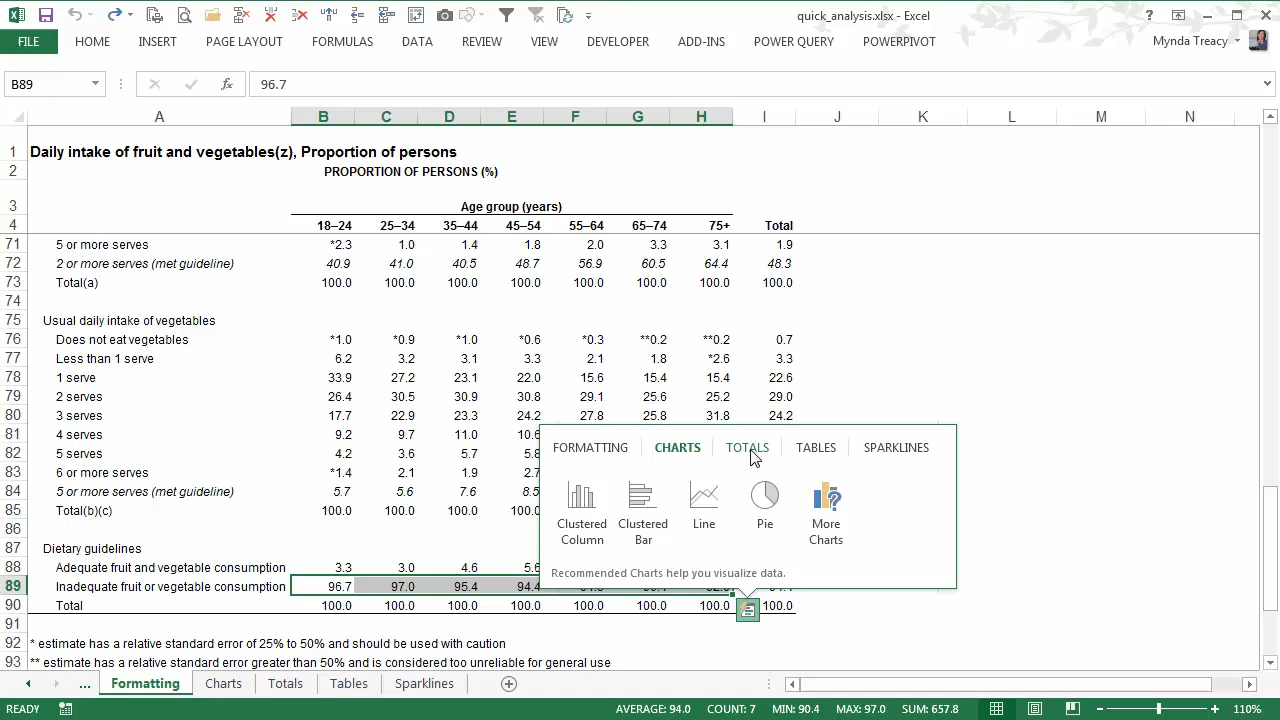 quick_analysis.xlsx - Excel
FILE HOME INSERT PAGE LAYOUT FORMULAS DATA REVIEW VIEW DEVELOPER ADD-INS POWER QUERY POWERPIVOT Mynda Treacy
B89 fx 96.7
A B C D E F G H I J K L M N
1 Daily intake of fruit and vegetables(z), Proportion of persons
2 PROPORTION OF PERSONS (%)
3 Age group (years)
4 18–24 25–34 35–44 45–54 55–64 65–74 75+ Total
71 5 or more serves *2.3 1.0 1.4 1.8 2.0 3.3 3.1 1.9
72 2 or more serves (met guideline) 40.9 41.0 40.5 48.7 56.9 60.5 64.4 48.3
73 Total(a) 100.0 100.0 100.0 100.0 100.0 100.0 100.0 100.0
74
75 Usual daily intake of vegetables
76 Does not eat vegetables *1.0 *0.9 *1.0 *0.6 *0.3 **0.2 **0.2 0.7
77 Less than 1 serve 6.2 3.2 3.1 3.3 2.1 1.8 *2.6 3.3
78 1 serve 33.9 27.2 23.1 22.0 15.6 15.4 15.4 22.6
79 2 serves 26.4 30.5 30.9 30.8 29.1 25.6 25.2 29.0
80 3 serves 17.7 22.9 23.3 24.2 27.8 25.8 31.8 24.2
81 4 serves 9.2 9.7 11.0 10.6
82 5 serves 4.2 3.6 5.7 5.8
83 6 or more serves *1.4 2.1 1.9 2.7
84 5 or more serves (met guideline) 5.7 5.6 7.6 8.5
85 Total(b)(c) 100.0 100.0 100.0 100.0
86
87 Dietary guidelines
88 Adequate fruit and vegetable consumption 3.3 3.0 4.6 5.6
89 Inadequate fruit or vegetable consumption 96.7 97.0 95.4 94.4
90 Total 100.0 100.0 100.0 100.0 100.0 100.0 100.0 100.0
91
92 * estimate has a relative standard error of 25% to 50% and should be used with caution
93 ** estimate has a relative standard error greater than 50% and is considered too unreliable for general use
FORMATTING CHARTS TOTALS TABLES SPARKLINES
Clustered Column
Clustered Bar
Line
Pie
More Charts
Recommended Charts help you visualize data.
... Formatting Charts Totals Tables Sparklines
READY AVERAGE: 94.0 COUNT: 7 MIN: 90.4 MAX: 97.0 SUM: 657.8 110%